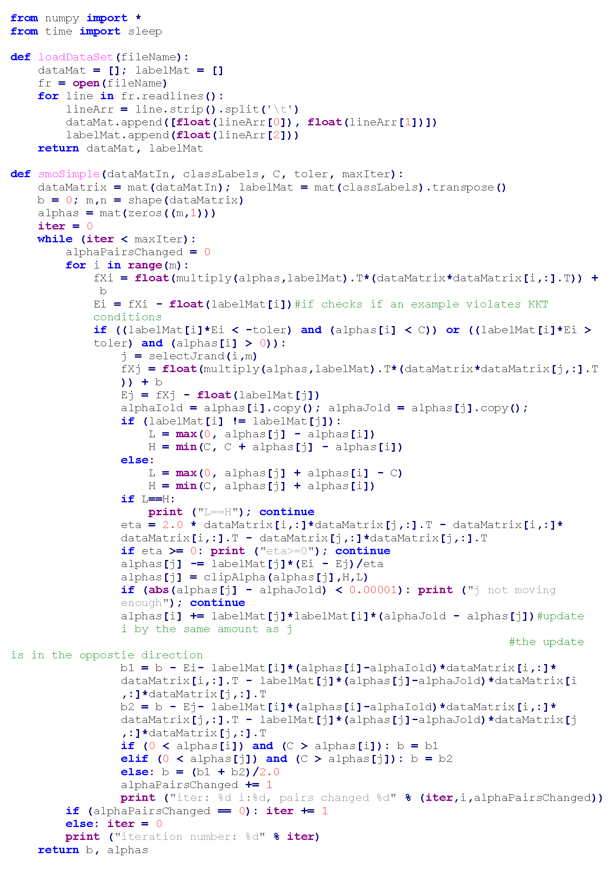 from numpy import *
from time import sleep
def loadDataSet(fileName):
dataMat = []; labelMat = []
fr = open(fileName)
for line in fr.readlines():
lineArr = line.strip().split('\t')
dataMat.append([float(lineArr[0]), float(lineArr[1])])
labelMat.append(float(lineArr[2]))
return dataMat, labelMat
def smoSimple(dataMatIn, classLabels, C, toler, maxIter):
dataMatrix = mat(dataMatIn); labelMat = mat(classLabels).transpose()
b = 0; m,n = shape(dataMatrix)
alphas = mat(zeros((m,1)))
iter = 0
while (iter < maxIter):
alphaPairsChanged = 0
for i in range(m):
fXi = float(multiply(alphas,labelMat).T*(dataMatrix*dataMatrix[i,:].T)) +
b
Ei = fXi - float(labelMat[i])#if checks if an example violates KKT
conditions
if ((labelMat[i]*Ei < -toler) and (alphas[i] < C)) or ((labelMat[i]*Ei >
toler) and (alphas[i] > 0)):
j = selectJrand(i,m)
fXj = float(multiply(alphas,labelMat).T*(dataMatrix*dataMatrix[j,:].T
)) + b
Ej = fXj - float(labelMat[j])
alphaIold = alphas[i].copy(); alphaJold = alphas[j].copy();
if (labelMat[i] != labelMat[j]):
L = max(0, alphas[j] - alphas[i])
H = min(C, C + alphas[j] - alphas[i])
else:
L = max(0, alphas[j] + alphas[i] - C)
H = min(C, alphas[j] + alphas[i])
if L==H:
print ("L==H"); continue
eta = 2.0 * dataMatrix[i,:]*dataMatrix[j,:].T - dataMatrix[i,:]*
dataMatrix[i,:].T - dataMatrix[j,:]*dataMatrix[j,:].T
if eta >= 0: print ("eta>=0"); continue
alphas[j] -= labelMat[j]*(Ei - Ej)/eta
alphas[j] = clipAlpha(alphas[j],H,L)
if (abs(alphas[j] - alphaJold) < 0.00001): print ("j not moving
enough"); continue
alphas[i] += labelMat[j]*labelMat[i]*(alphaJold - alphas[j])#update
i by the same amount as j
#the update
is in the oppostie direction
b1 = b - Ei- labelMat[i]*(alphas[i]-alphaIold)*dataMatrix[i,:]*
dataMatrix[i,:].T - labelMat[j]*(alphas[j]-alphaJold)*dataMatrix[i
,:]*dataMatrix[j,:].T
b2 = b - Ej- labelMat[i]*(alphas[i]-alphaIold)*dataMatrix[i,:]*
dataMatrix[j,:].T - labelMat[j]*(alphas[j]-alphaJold)*dataMatrix[j
,:]*dataMatrix[j,:].T
if (0 < alphas[i]) and (C > alphas[i]): b = b1
elif (0 < alphas[j]) and (C > alphas[j]): b = b2
else: b = (b1 + b2)/2.0
alphaPairsChanged += 1
print ("iter: %d i:%d, pairs changed %d" % (iter,i,alphaPairsChanged))
if (alphaPairsChanged == 0): iter += 1
else: iter = 0
print ("iteration number: %d" % iter)
return b, alphas